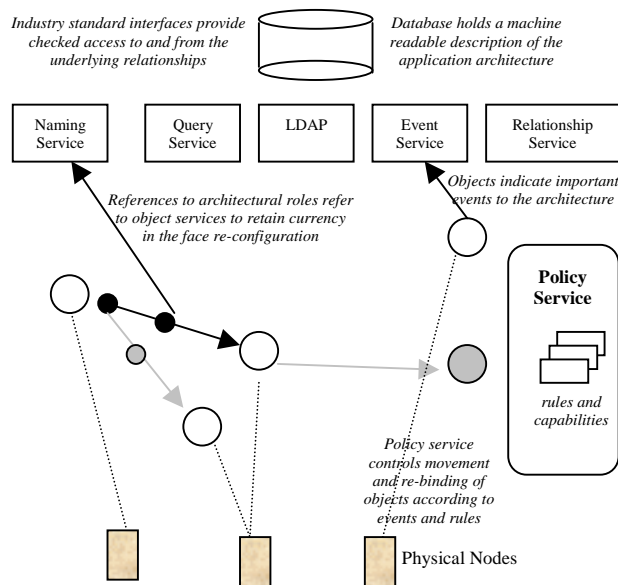 Industry standard interfaces provide
checked access to and from the
underlying relationships
Database holds a machine
readable description of the
application architecture
Naming
Service
Query
Service
LDAP
Event
Service
Relationship
Service
References to architectural roles refer
to object services to retain currency
in the face re-configuration
Objects indicate important
events to the architecture
Policy
Service
rules and
capabilities
Policy service
controls movement
and re-binding of
objects according to
events and rules
Physical Nodes